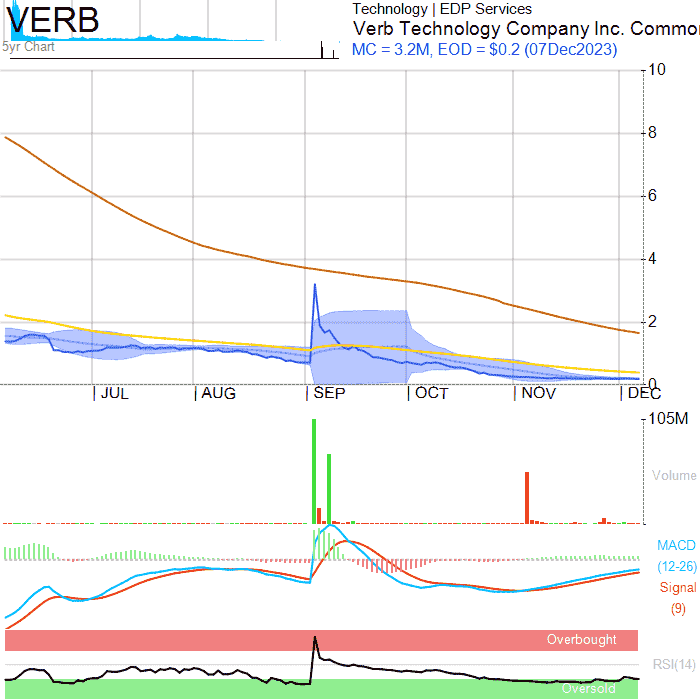 VERB
5yr Chart
Technology | EDP Services
Verb Technology Company Inc. Common
MC = 3.2M, EOD = $0.2 (07Dec2023)
10
8
6
4
2
0
JUL
AUG
SEP
OCT
NOV
DEC
105M
Volume
MACD
(12-26)
Signal
(9)
Overbought
RSI(14)
Oversold